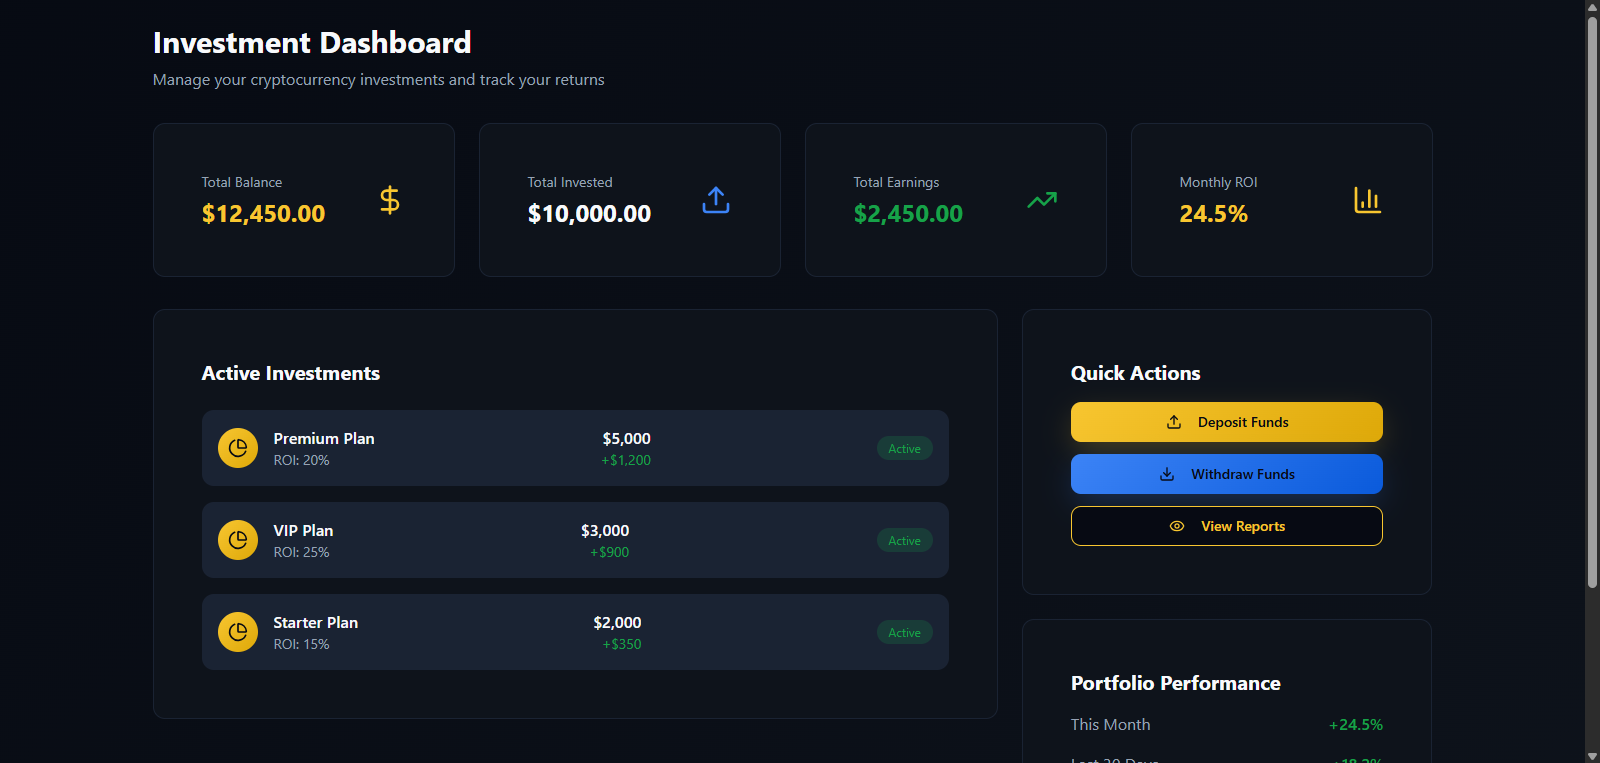 Investment Dashboard
Manage your cryptocurrency investments and track your returns
Total Balance
$12,450.00
Total Invested
$10,000.00
Total Earnings
$2,450.00
Monthly ROI
24.5%
Active Investments
Premium Plan
ROI: 20%
$5,000
+$1,200
Active
VIP Plan
ROI: 25%
$3,000
+$900
Active
Starter Plan
ROI: 15%
$2,000
+$350
Active
Quick Actions
Deposit Funds
Withdraw Funds
View Reports
Portfolio Performance
This Month
+24.5%